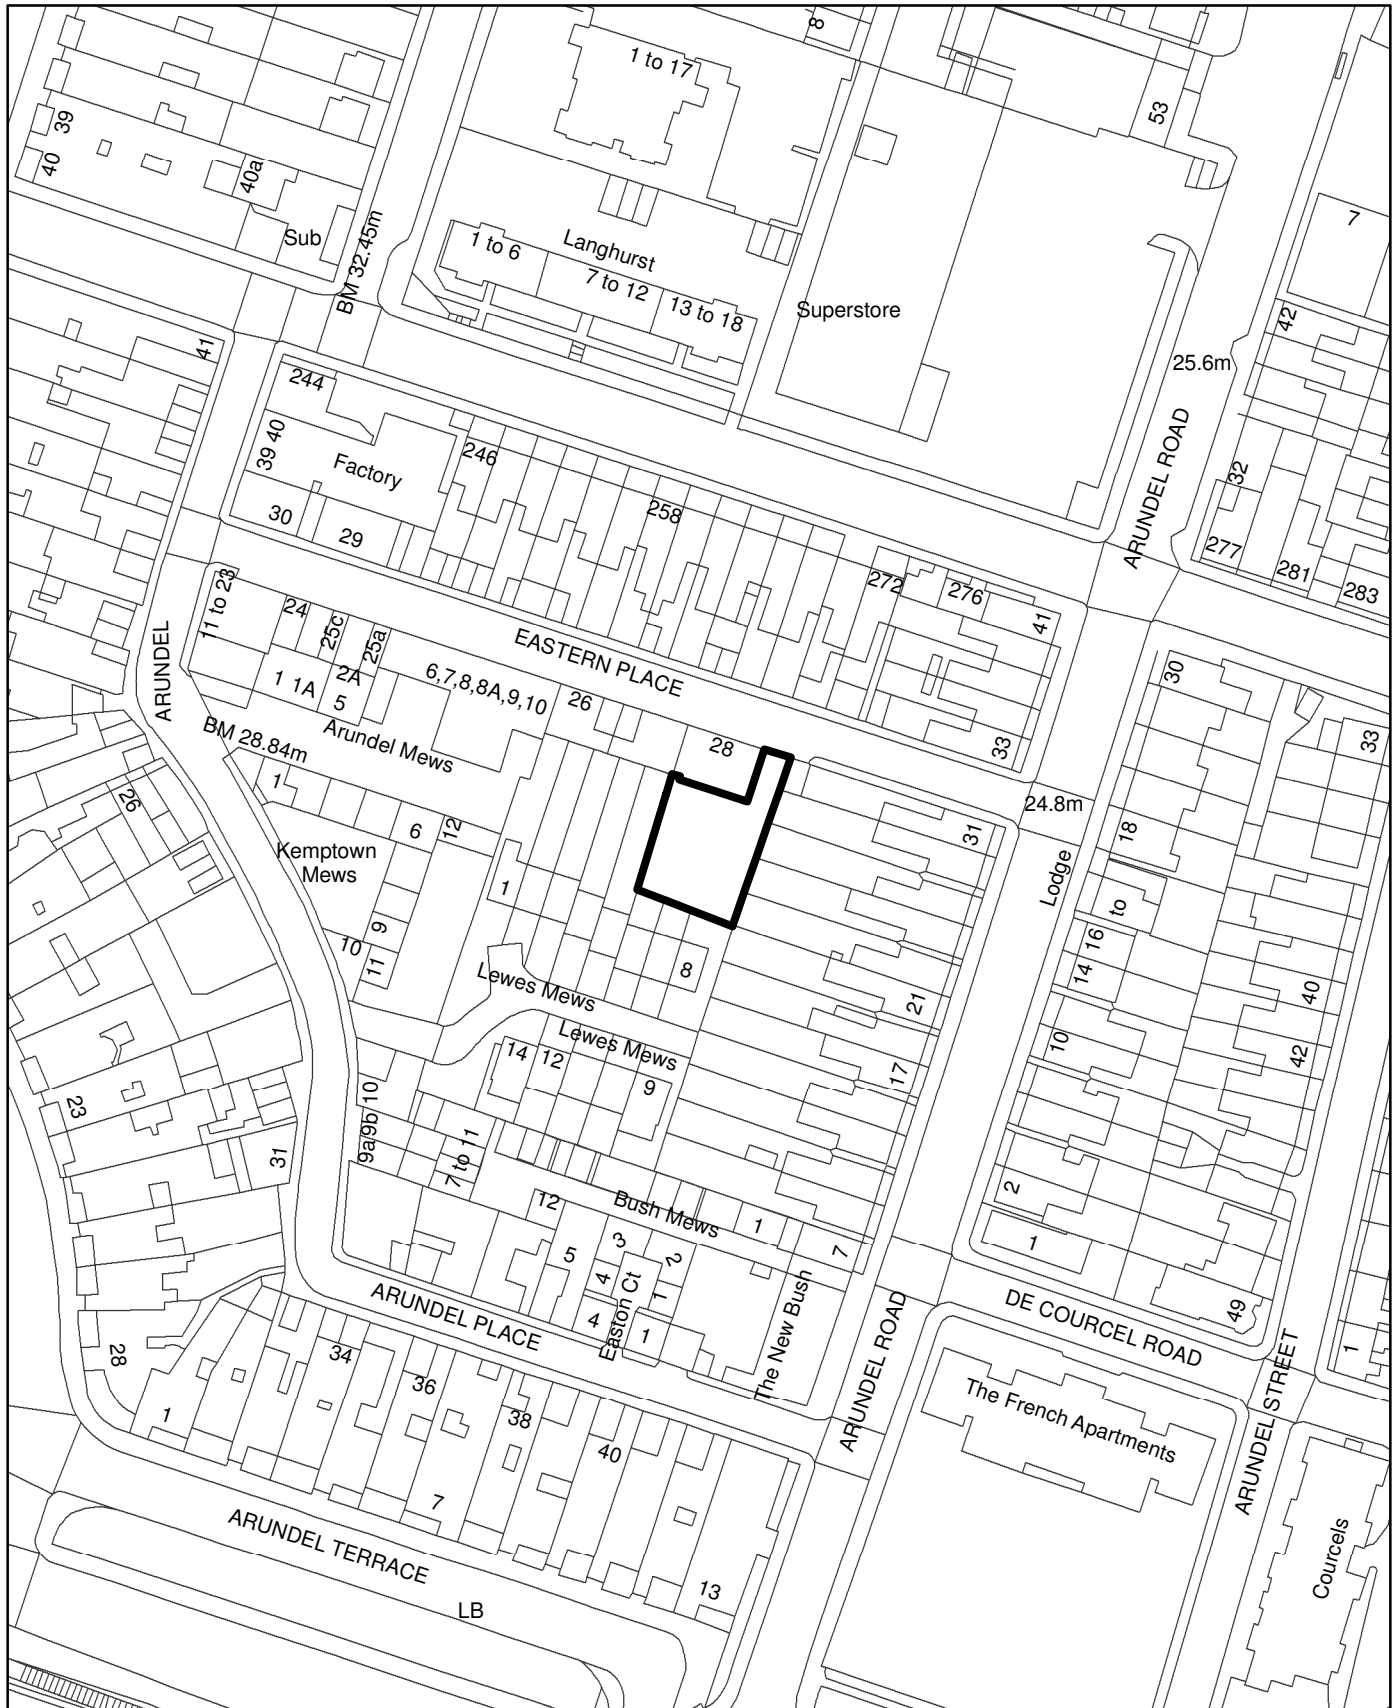 8
1 to 17
53
39
40
40a
Sub
BM 32.45m
7
1 to 6
Langhurst
7 to 12
13 to 18
Superstore
42
25.6m
41
244
39 40
Factory
246
258
30
29
ARUNDEL ROAD
32
277
281
283
272
276
41
11 to 23
24
25c
25a
EASTERN PLACE
ARUNDEL
1 1A
2A
5
6,7,8,8A,9,10
26
28
33
30
33
BM 28.84m
Arundel Mews
24.8m
1
6
12
26
Kemptown
Mews
1
31
Lodge
18
to
16
14
9
10
11
8
Lewes Mews
21
40
Lewes Mews
14
12
9
10
17
42
23
10
9b
9a
7 to 11
31
2
1
12
Bush Mews
1
7
5
3
2
4
1
4
Easton Ct
1
The New Bush
ARUNDEL PLACE
ARUNDEL ROAD
DE COURCEL ROAD
49
1
28
34
36
38
40
1
7
13
The French Apartments
ARUNDEL STREET
Courcels
ARUNDEL TERRACE
LB